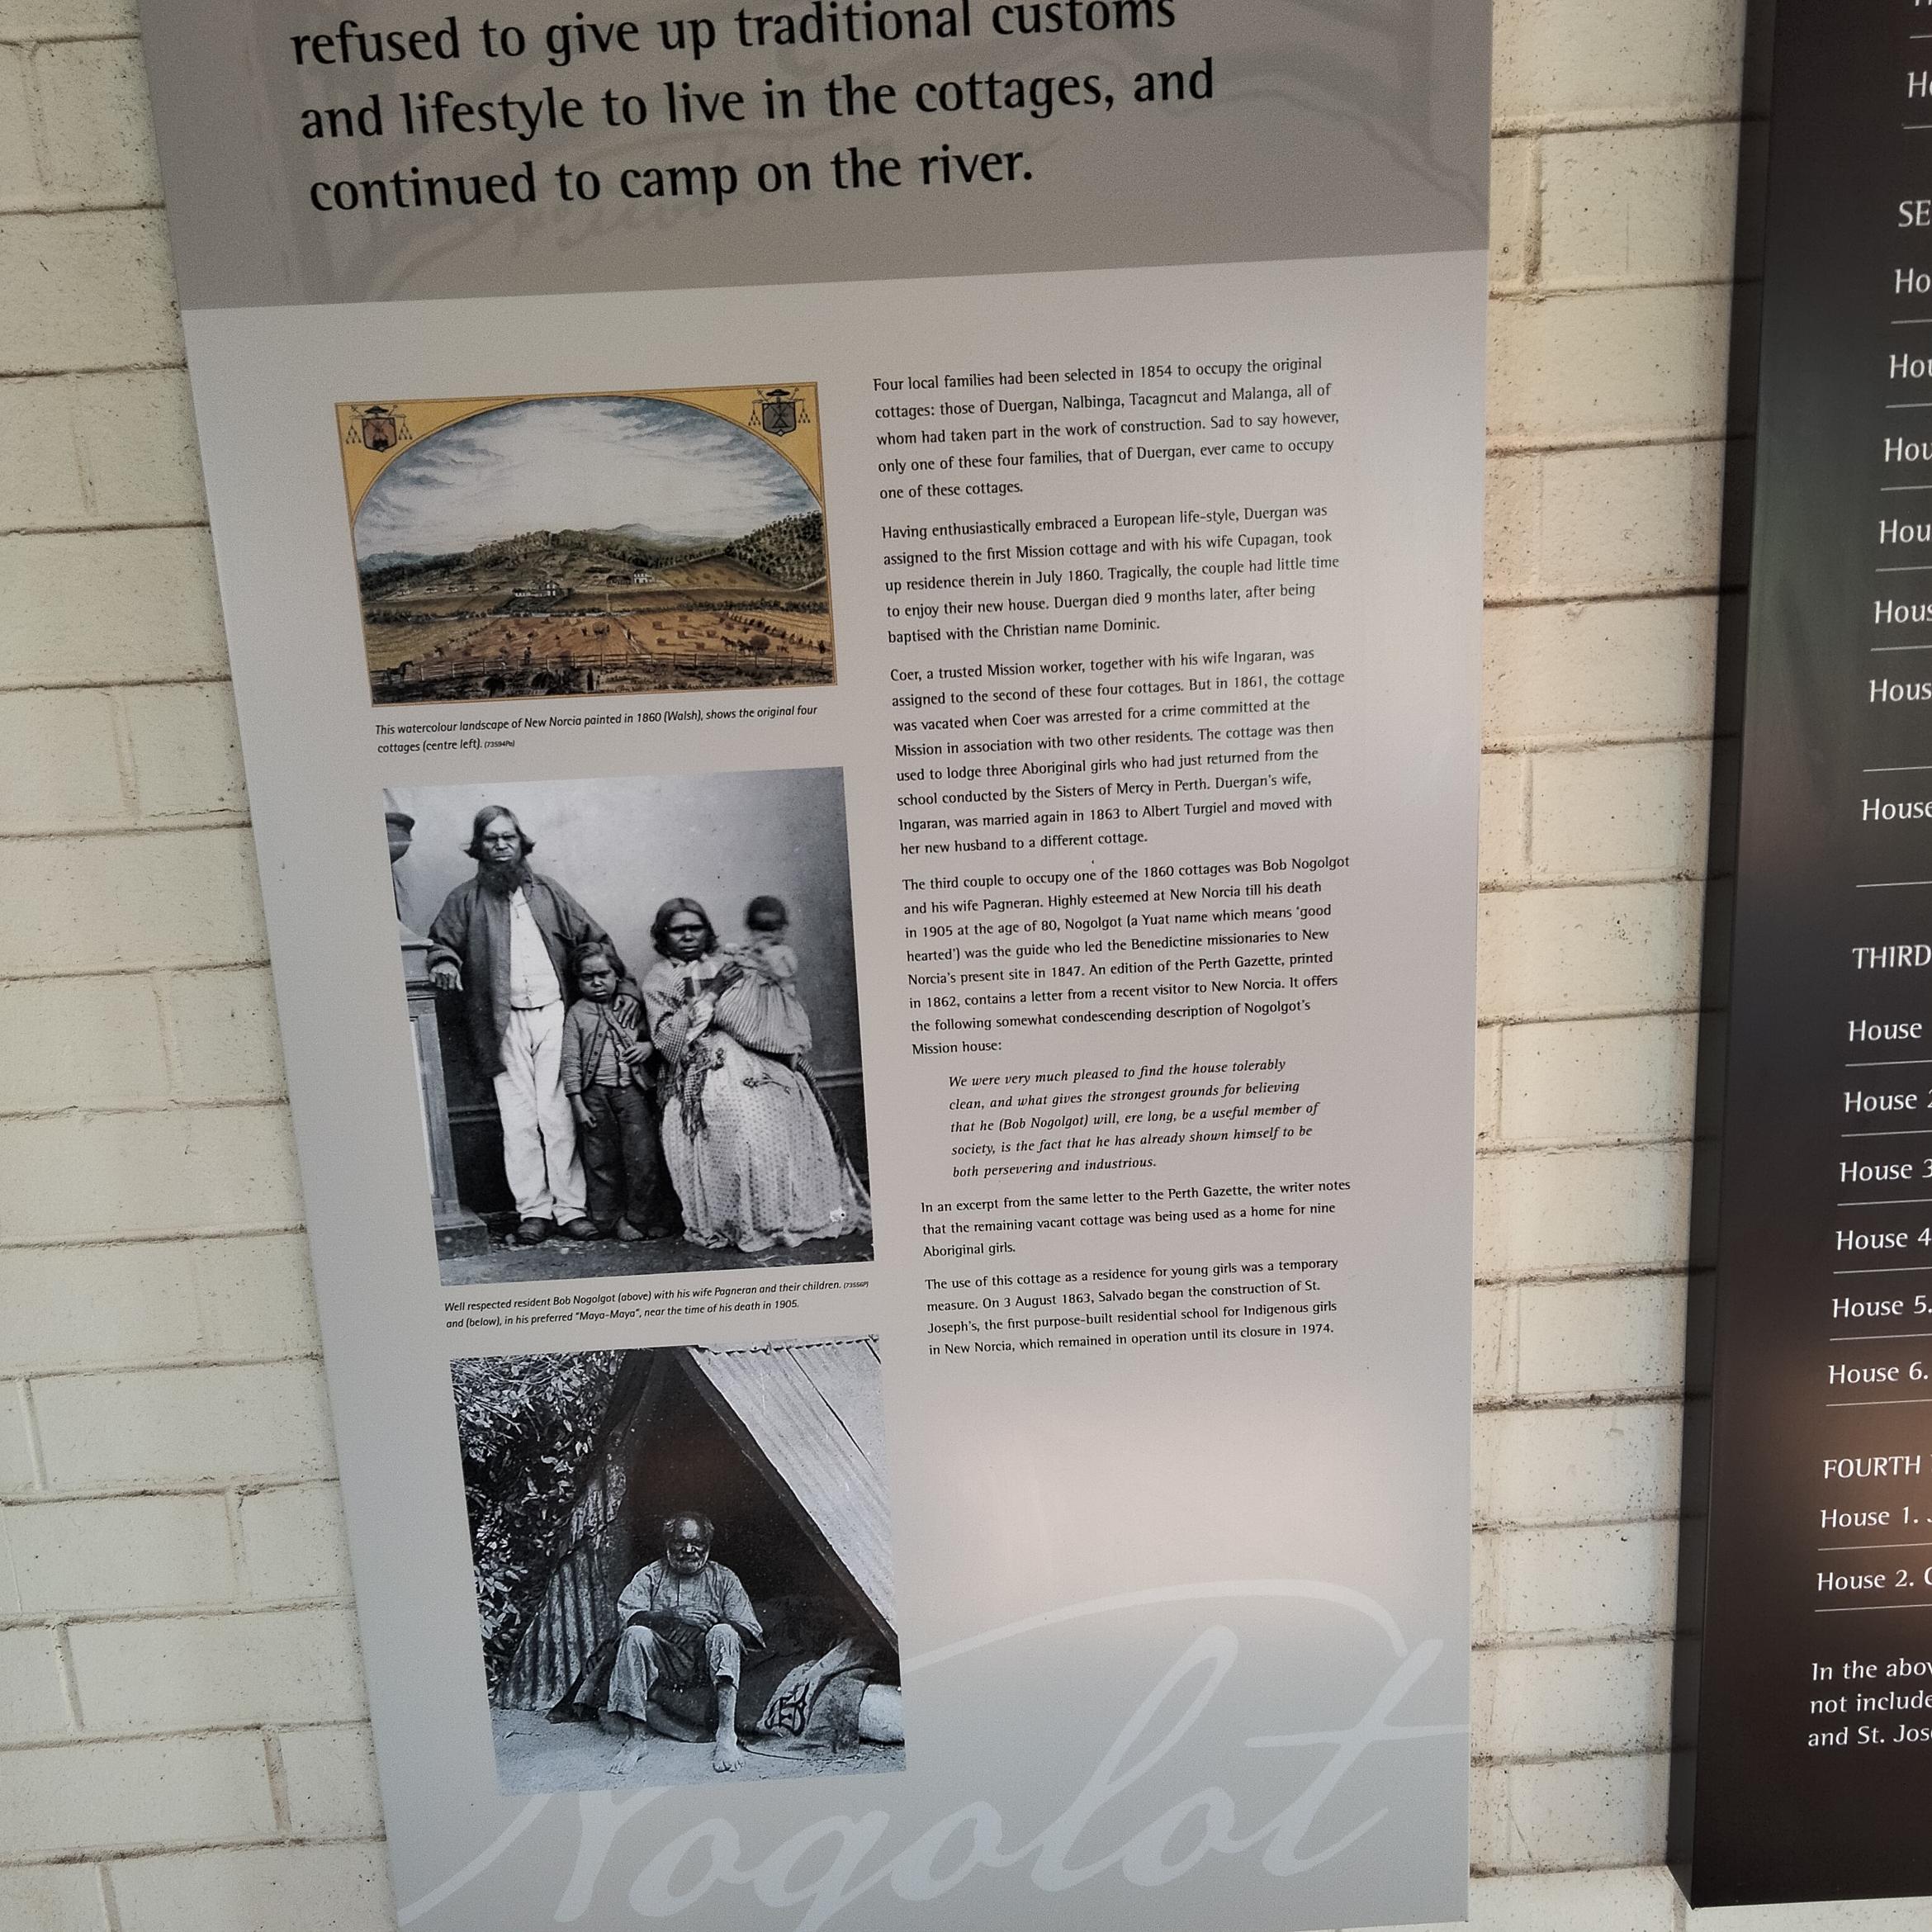 refused to give up traditional customs
and lifestyle to live in the cottages, and
continued to camp on the river.
This watercolour landscape of New Norcia painted in 1860 (Walsh), shows the original four
cottages (centre left). (73594Pa)
Well respected resident Bob Nogolgot (above) with his wife Pagneran and their children. (73556P)
and (below), in his preferred "Maya-Maya", near the time of his death in 1905.
Four local families had been selected in 1854 to occupy the original
cottages: those of Duergan, Nalbinga, Tacagncut and Malanga, all of
whom had taken part in the work of construction. Sad to say however,
only one of these four families, that of Duergan, ever came to occupy
one of these cottages.
Having enthusiastically embraced a European life-style, Duergan was
assigned to the first Mission cottage and with his wife Cupagan, took
up residence therein in July 1860. Tragically, the couple had little time
to enjoy their new house. Duergan died 9 months later, after being
baptised with the Christian name Dominic.
Coer, a trusted Mission worker, together with his wife Ingaran, was
assigned to the second of these four cottages. But in 1861, the cottage
was vacated when Coer was arrested for a crime committed at the
Mission in association with two other residents. The cottage was then
used to lodge three Aboriginal girls who had just returned from the
school conducted by the Sisters of Mercy in Perth. Duergan's wife,
Ingaran, was married again in 1863 to Albert Turgiel and moved with
her new husband to a different cottage.
The third couple to occupy one of the 1860 cottages was Bob Nogolgot
and his wife Pagneran. Highly esteemed at New Norcia till his death
in 1905 at the age of 80, Nogolgot (a Yuat name which means 'good
hearted') was the guide who led the Benedictine missionaries to New
Norcia's present site in 1847. An edition of the Perth Gazette, printed
in 1862, contains a letter from a recent visitor to New Norcia. It offers
the following somewhat condescending description of Nogolgot's
Mission house:
We were very much pleased to find the house tolerably
clean, and what gives the strongest grounds for believing
that he (Bob Nogolgot) will, ere long, be a useful member of
society, is the fact that he has already shown himself to be
both persevering and industrious.
In an excerpt from the same letter to the Perth Gazette, the writer notes
that the remaining vacant cottage was being used as a home for nine
Aboriginal girls.
The use of this cottage as a residence for young girls was a temporary
measure. On 3 August 1863, Salvado began the construction of St.
Joseph's, the first purpose-built residential school for Indigenous girls
in New Norcia, which remained in operation until its closure in 1974.
Nogolot
THIRD
House
House 2
House 3
House 4
House 5.
House 6.
FOURTH
House 1.
House 2.
In the
not
and St.